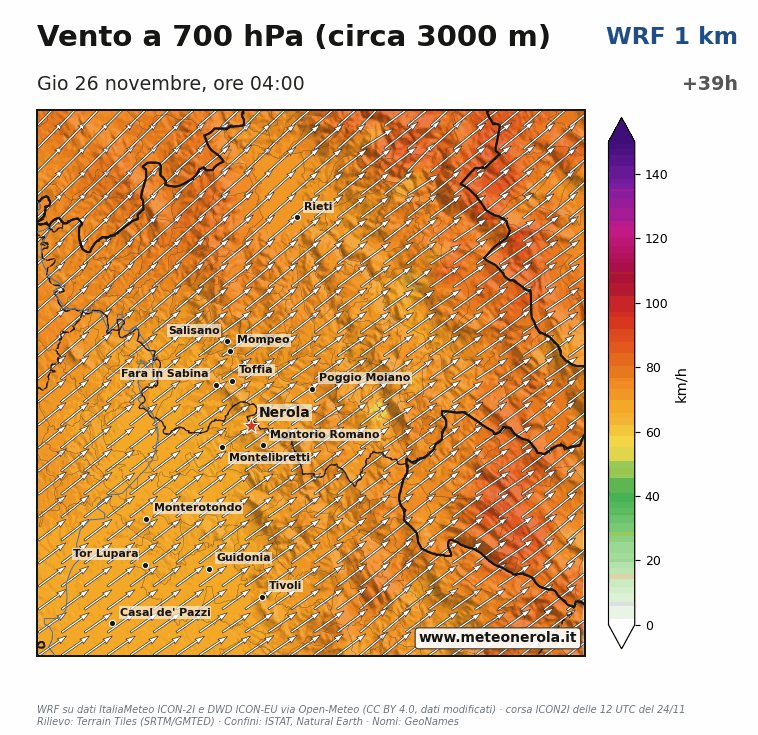 Vento a 700 hPa (circa 3000 m)
WRF 1 km
Gio 26 novembre, ore 04:00
+39h
Rieti
Salisano
Mompeo
Fara in Sabina
Toffia
Poggio Moiano
Nerola
Montorio Romano
Montelibretti
Monterotondo
Tor Lupara
Guidonia
Tivoli
Casal de' Pazzi
www.meteonerola.it
140
120
100
80
60
40
20
0
km/h
WRF su dati ItaliaMeteo ICON-2I e DWD ICON-EU via Open-Meteo (CC BY 4.0, dati modificati) · corsa ICON2I delle 12 UTC del 24/11
Rilievo: Terrain Tiles (SRTM/GMTED) · Confini: ISTAT, Natural Earth · Nomi: GeoNames